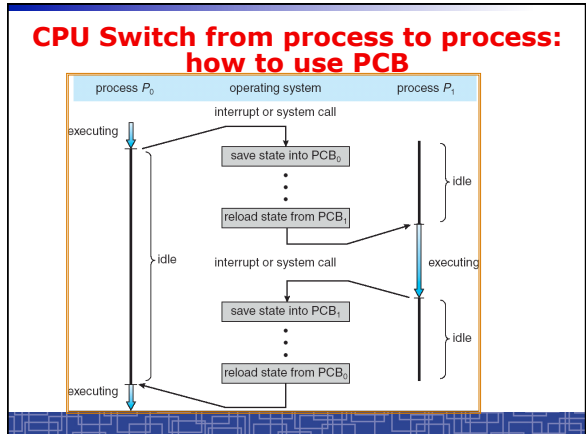 CPU Switch from process to process:
how to use PCB
process P₀ operating system process P₁
interrupt or system call
executing
save state into PCB₀
idle
reload state from PCB₁
idle
interrupt or system call executing
save state into PCB₁
idle
reload state from PCB₀
executing